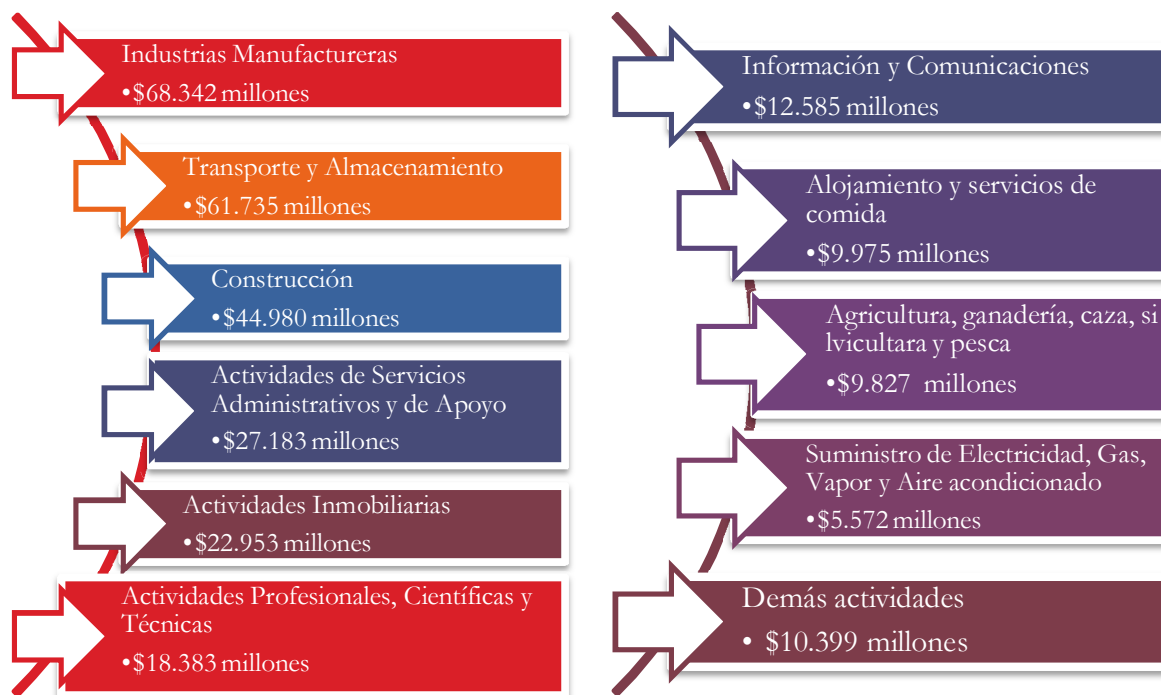 Industrias Manufactureras
•$68.342 millones
Transporte y Almacenamiento
•$61.735 millones
Construcción
•$44.980 millones
Actividades de Servicios
Administrativos y de Apoyo
•$27.183 millones
Actividades Inmobiliarias
•$22.953 millones
Actividades Profesionales, Científicas y
Técnicas
•$18.383 millones
Información y Comunicaciones
•$12.585 millones
Alojamiento y servicios de
comida
•$9.975 millones
Agricultura, ganadería, caza, si
lvicultara y pesca
•$9.827 millones
Suministro de Electricidad, Gas,
Vapor y Aire acondicionado
•$5.572 millones
Demás actividades
• $10.399 millones